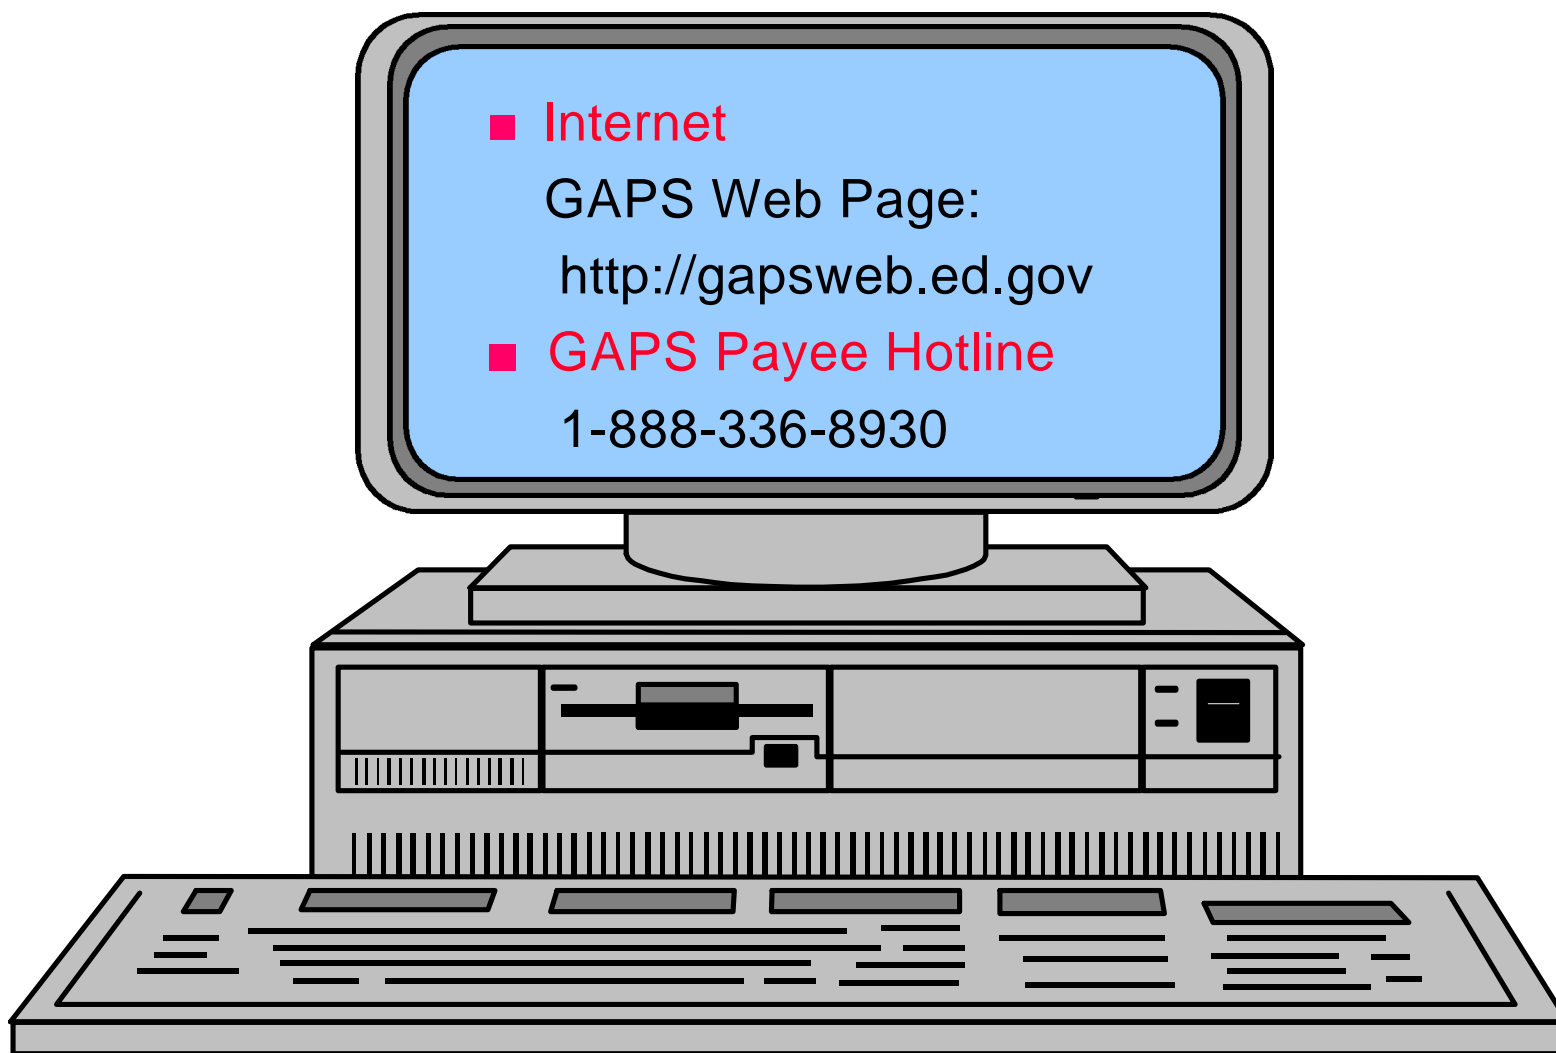 Internet
GAPS Web Page:
http://gapsweb.ed.gov
GAPS Payee Hotline
1-888-336-8930